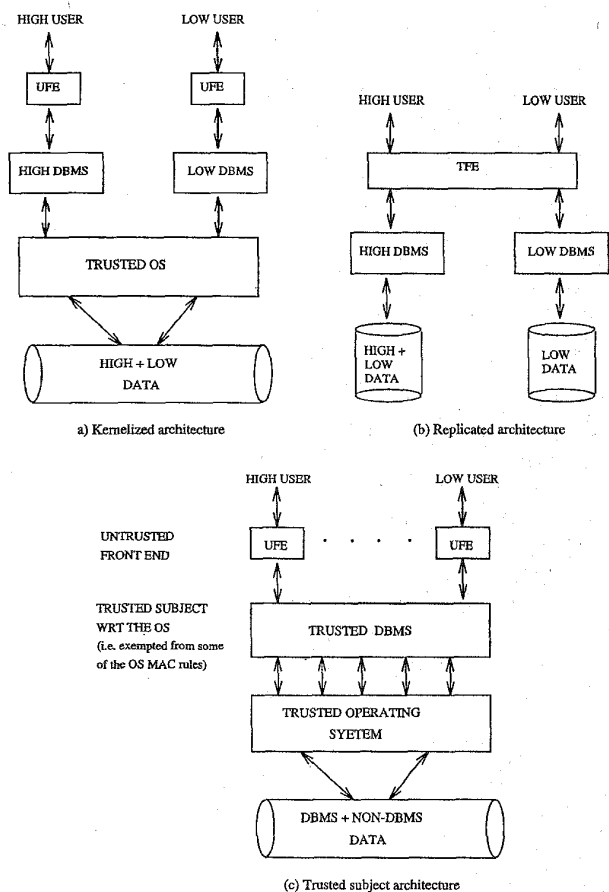 HIGH USER
LOW USER
UFE
UFE
HIGH DBMS
LOW DBMS
TRUSTED OS
HIGH + LOW
DATA
a) Kernelized architecture
HIGH USER
LOW USER
TFE
HIGH DBMS
LOW DBMS
HIGH +
LOW
DATA
LOW
DATA
(b) Replicated architecture
HIGH USER
LOW USER
UNTRUSTED
FRONT END
UFE
. . . .
UFE
TRUSTED SUBJECT
WRT THE OS
(i.e. exempted from some
of the OS MAC rules)
TRUSTED DBMS
TRUSTED OPERATING
SYETEM
DBMS + NON-DBMS
DATA
(c) Trusted subject architecture